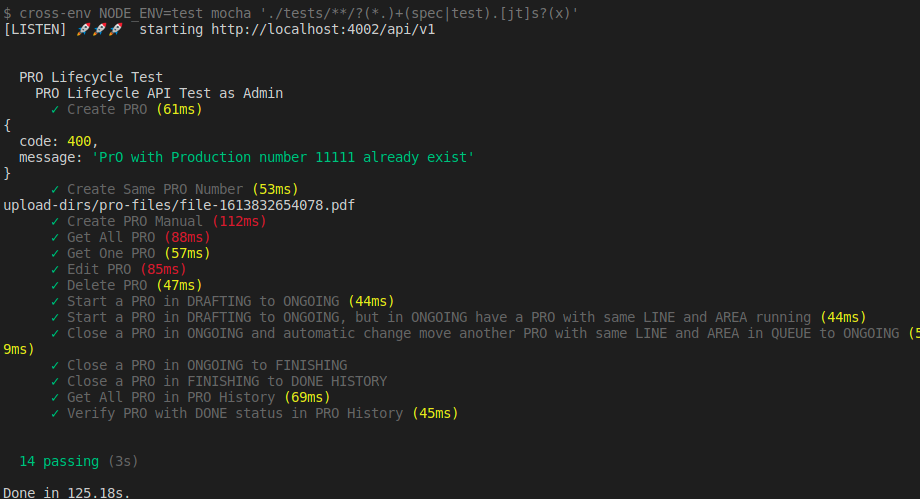 $ cross-env NODE_ENV=test mocha './tests/**/?(*.)+(spec|test).[jt]s?(x)'
[LISTEN] 🚀🚀🚀  starting http://localhost:4002/api/v1
PRO Lifecycle Test
PRO Lifecycle API Test as Admin
✓ Create PRO (61ms)
{
code: 400,
message: 'PrO with Production number 11111 already exist'
}
✓ Create Same PRO Number (53ms)
upload-dirs/pro-files/file-1613832654078.pdf
✓ Create PRO Manual (112ms)
✓ Get All PRO (88ms)
✓ Get One PRO (57ms)
✓ Edit PRO (85ms)
✓ Delete PRO (47ms)
✓ Start a PRO in DRAFTING to ONGOING (44ms)
✓ Start a PRO in DRAFTING to ONGOING, but in ONGOING have a PRO with same LINE and AREA running (44ms)
✓ Close a PRO in ONGOING and automatic change move another PRO with same LINE and AREA in QUEUE to ONGOING (5
9ms)
✓ Close a PRO in ONGOING to FINISHING
✓ Close a PRO in FINISHING to DONE HISTORY
✓ Get All PRO in PRO History (69ms)
✓ Verify PRO with DONE status in PRO History (45ms)
14 passing (3s)
Done in 125.18s.